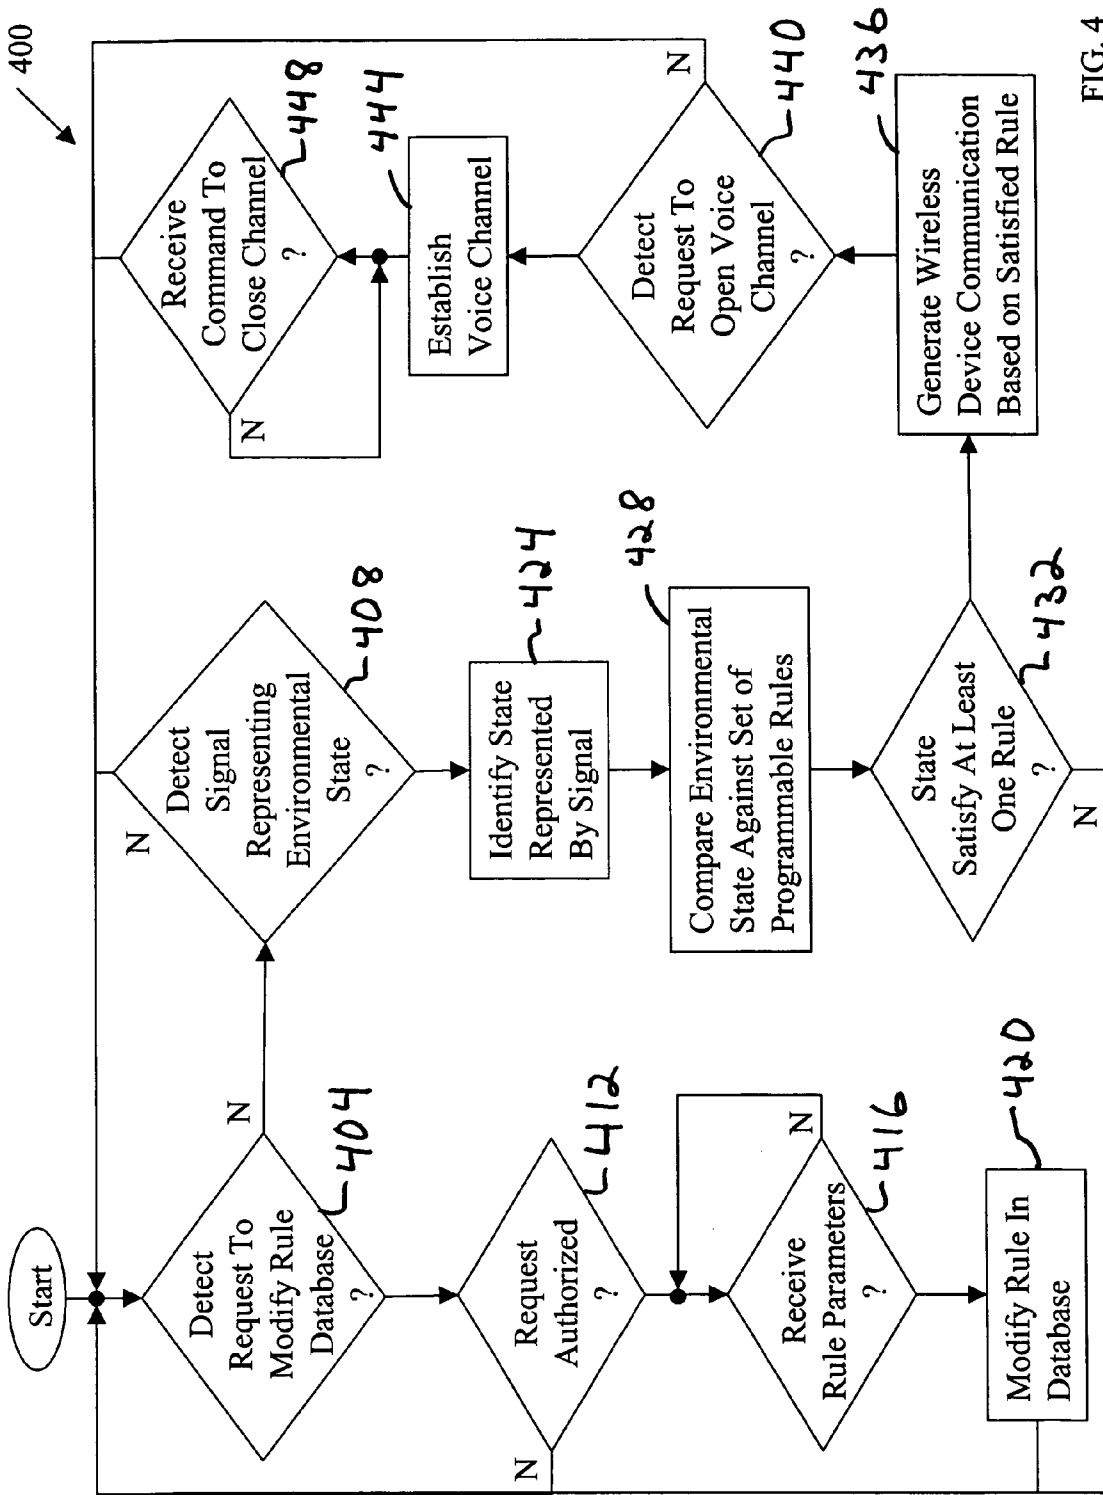 400
Start
Detect
Request To
Modify Rule
Database
?
404
N
Request
Authorized
?
412
N
Receive
Rule Parameters
?
416
N
Modify Rule In
Database
420
Detect
Signal
Representing
Environmental
State
?
408
N
Identify State
Represented
By Signal
424
Compare Environmental
State Against Set of
Programmable Rules
428
State
Satisfy At Least
One Rule
?
432
N
Generate Wireless
Device Communication
Based on Satisfied Rule
436
Detect
Request To
Open Voice
Channel
?
440
N
Establish
Voice Channel
444
Receive
Command To
Close Channel
?
448
N
FIG. 4